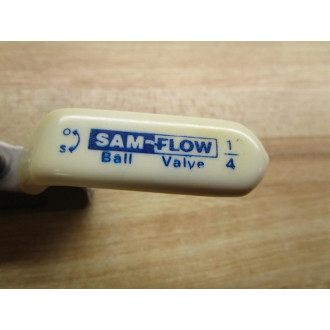 O
S
SAM~FLOW
Ball Valve
1/4